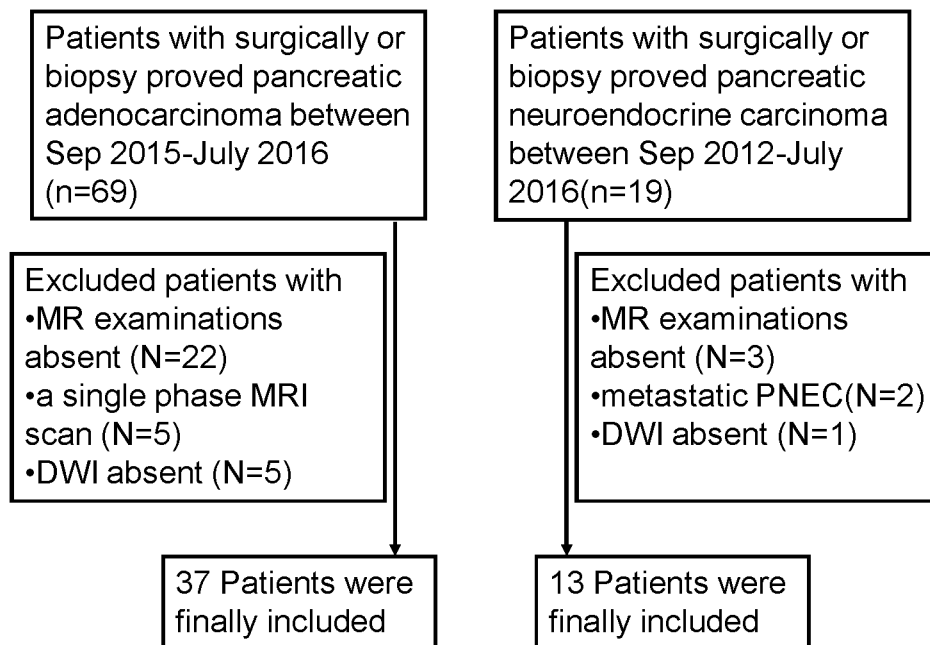 Patients with surgically or
biopsy proved pancreatic
adenocarcinoma between
Sep 2015-July 2016
(n=69)
Patients with surgically or
biopsy proved pancreatic
neuroendocrine carcinoma
between Sep 2012-July
2016(n=19)
Excluded patients with
•MR examinations
absent (N=22)
•a single phase MRI
scan (N=5)
•DWI absent (N=5)
Excluded patients with
•MR examinations
absent (N=3)
•metastatic PNEC(N=2)
•DWI absent (N=1)
37 Patients were
finally included
13 Patients were
finally included